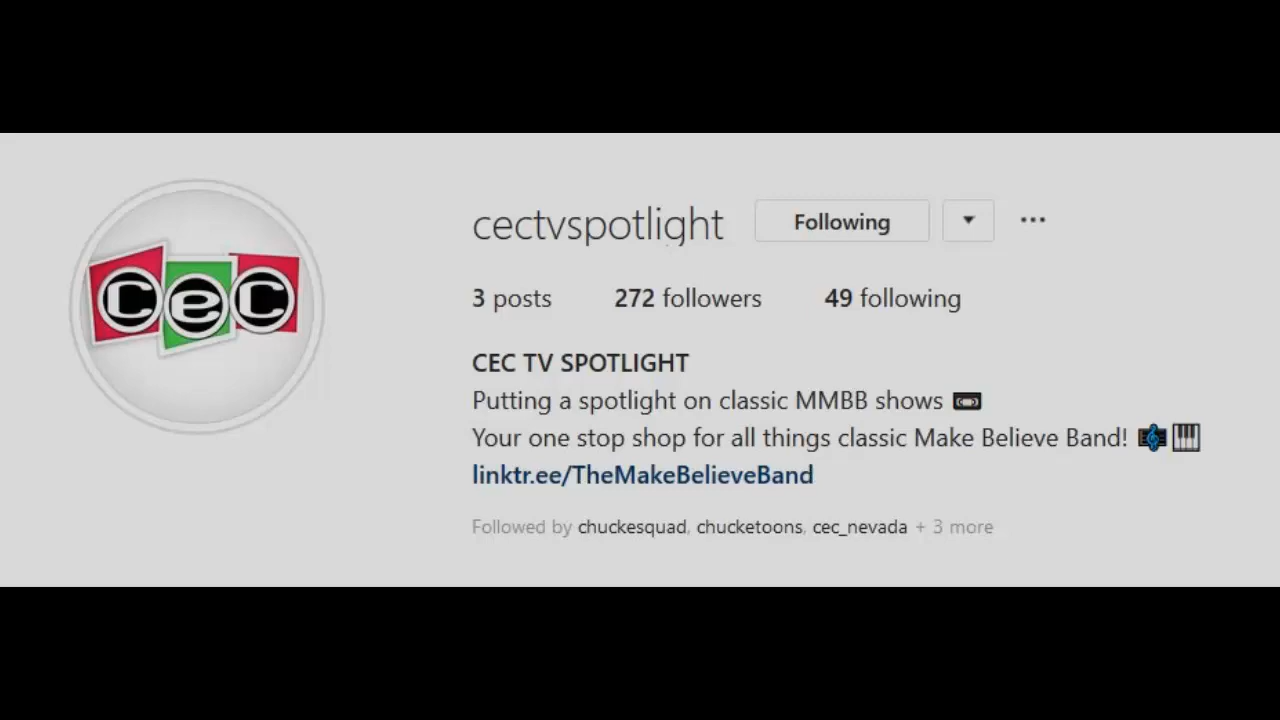 cec
cectvspotlight Following
3 posts 272 followers 49 following
CEC TV SPOTLIGHT
Putting a spotlight on classic MMBB shows
Your one stop shop for all things classic Make Believe Band!
linktr.ee/TheMakeBelieveBand
Followed by chuckesquad, chucketoons, cec_nevada + 3 more